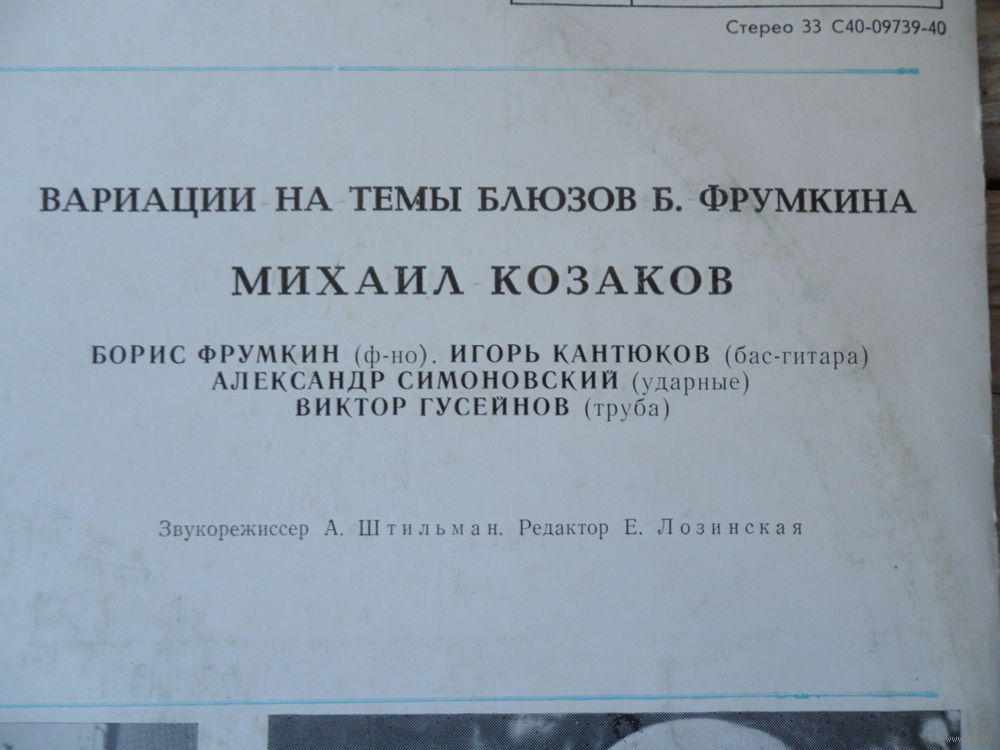 Стерео 33 С40-09739-40
ВАРИАЦИИ НА ТЕМЫ БЛЮЗОВ Б. ФРУМКИНА
МИХАИЛ КОЗАКОВ
БОРИС ФРУМКИН (ф-но). ИГОРЬ КАНТЮКОВ (бас-гитара)
АЛЕКСАНДР СИМОНОВСКИЙ (ударные)
ВИКТОР ГУСЕЙНОВ (труба)
Звукорежиссер А. Штильман. Редактор Е. Лозинская